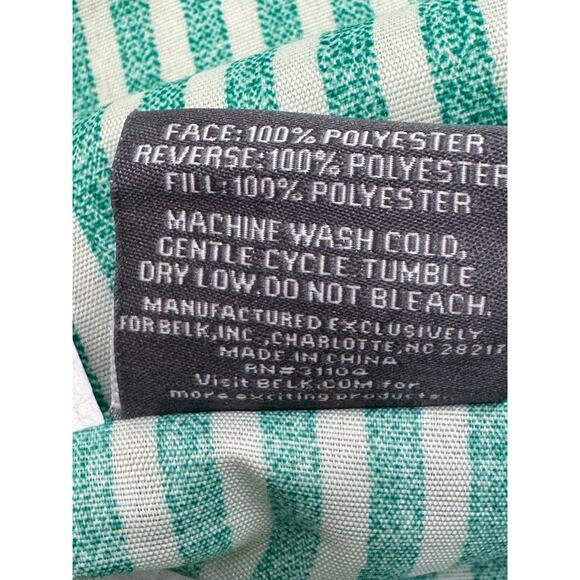 FACE:100% POLYESTER
REVERSE:100% POLYESTER
FILL:100% POLYESTER
MACHINE WASH COLD,
GENTLE CYCLE TUMBLE
DRY LOW.DO NOT BLEACH.
MANUFACTURED EXCLUSIVELY
FOR BELK,INC.,CHARLOTTE,NC 28217
MADE IN CHINA
RN#31104
Visit BELK.COM for
more exciting products.